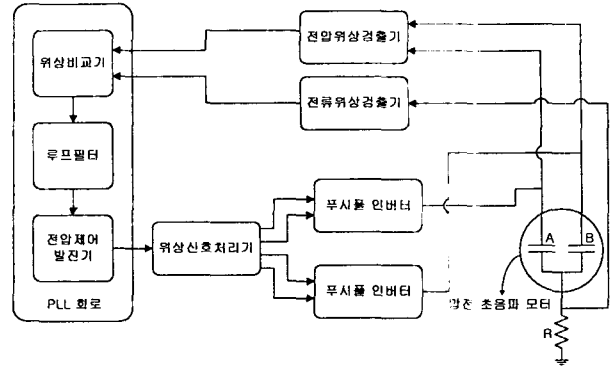 전압위상검출기
위상비교기
전류위상검출기
루프필터
푸시풀 인버터
전압제어
발진기
위상신호처리기
A
B
푸시풀 인버터
압전 초음파 모터
PLL 회로
R